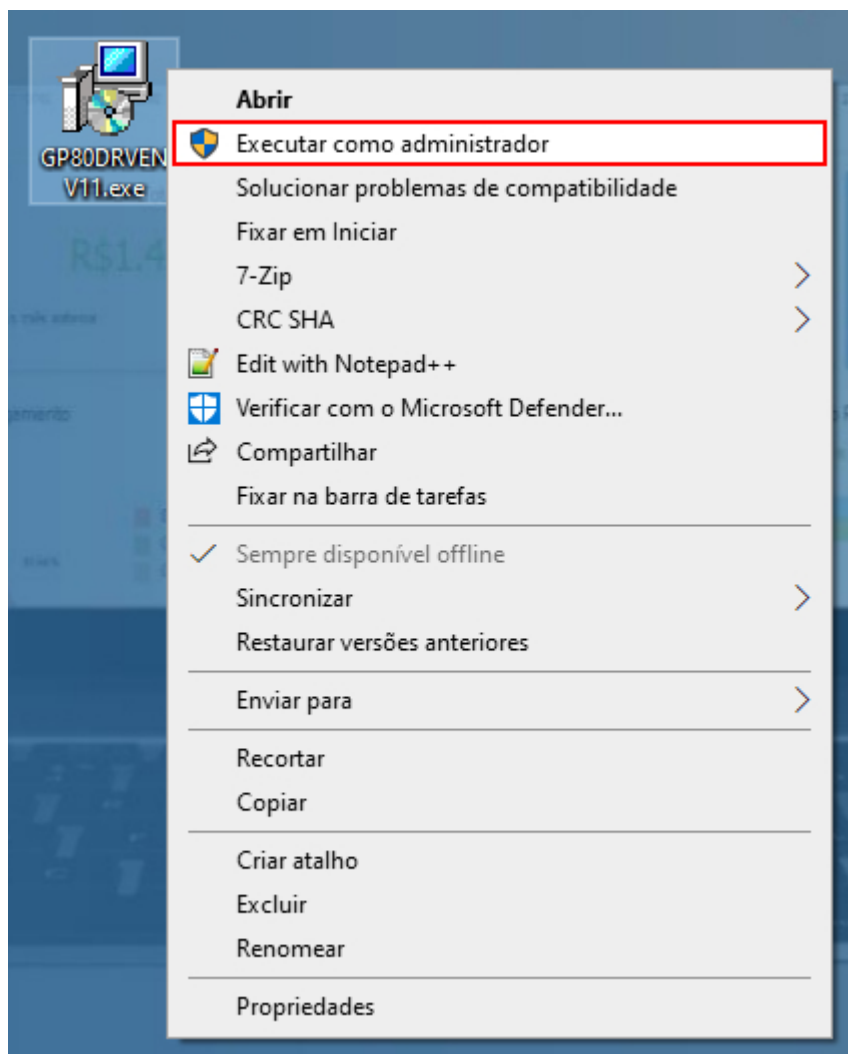 GP80DRVEN
V11.exe
Abrir
Executar como administrador
Solucionar problemas de compatibilidade
Fixar em Iniciar
R$1.4
7-Zip
CRC SHA
Edit with Notepad++
Verificar com o Microsoft Defender...
Compartilhar
Fixar na barra de tarefas
Sempre disponível offline
Sincronizar
Restaurar versões anteriores
Enviar para
Recortar
Copiar
Criar atalho
Excluir
Renomear
Propriedades